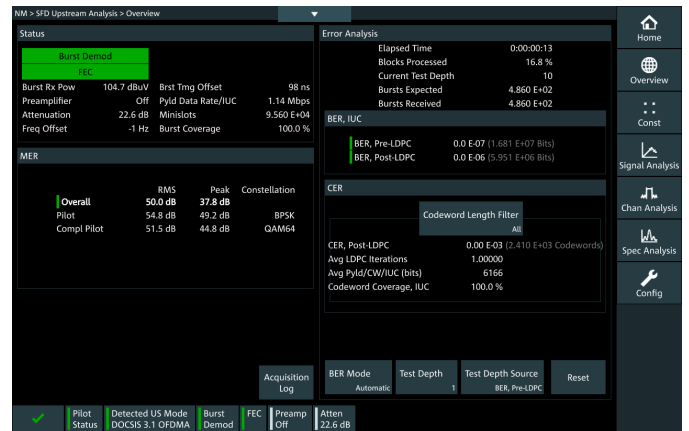 NM > SFD Upstream Analysis > Overview
Status
Burst Demod
FEC
Burst Rx Pow 104.7 dBuV Brst Tmg Offset 98 ns
Preamplifier Off Pyld Data Rate/IUC 1.14 Mbps
Attenuation 22.6 dB Minislots 9.560 E+04
Freq Offset -1 Hz Burst Coverage 100.0 %
MER
RMS Peak Constellation
Overall 50.0 dB 37.8 dB
Pilot 54.8 dB 49.2 dB BPSK
Compl Pilot 51.5 dB 44.8 dB QAM64
Acquisition
Log
Error Analysis
Elapsed Time 0:00:00:13
Blocks Processed 16.8 %
Current Test Depth 10
Bursts Expected 4.860 E+02
Bursts Received 4.860 E+02
BER, IUC
BER, Pre-LDPC 0.0 E-07 (1.681 E+07 Bits)
BER, Post-LDPC 0.0 E-06 (5.951 E+06 Bits)
CER
Codeword Length Filter
All
CER, Post-LDPC 0.00 E-03 (2.410 E+03 Codewords)
Avg LDPC Iterations 1.00000
Avg Pyld/CW/IUC (bits) 6166
Codeword Coverage, IUC 100.0 %
BER Mode
Automatic
Test Depth
1
Test Depth Source
BER, Pre-LDPC
Reset
Home
Overview
Const
Signal Analysis
Chan Analysis
Spec Analysis
Config
Pilot
Status
Detected US Mode
DOCSIS 3.1 OFDMA
Burst
Demod
FEC
Preamp
Off
Atten
22.6 dB